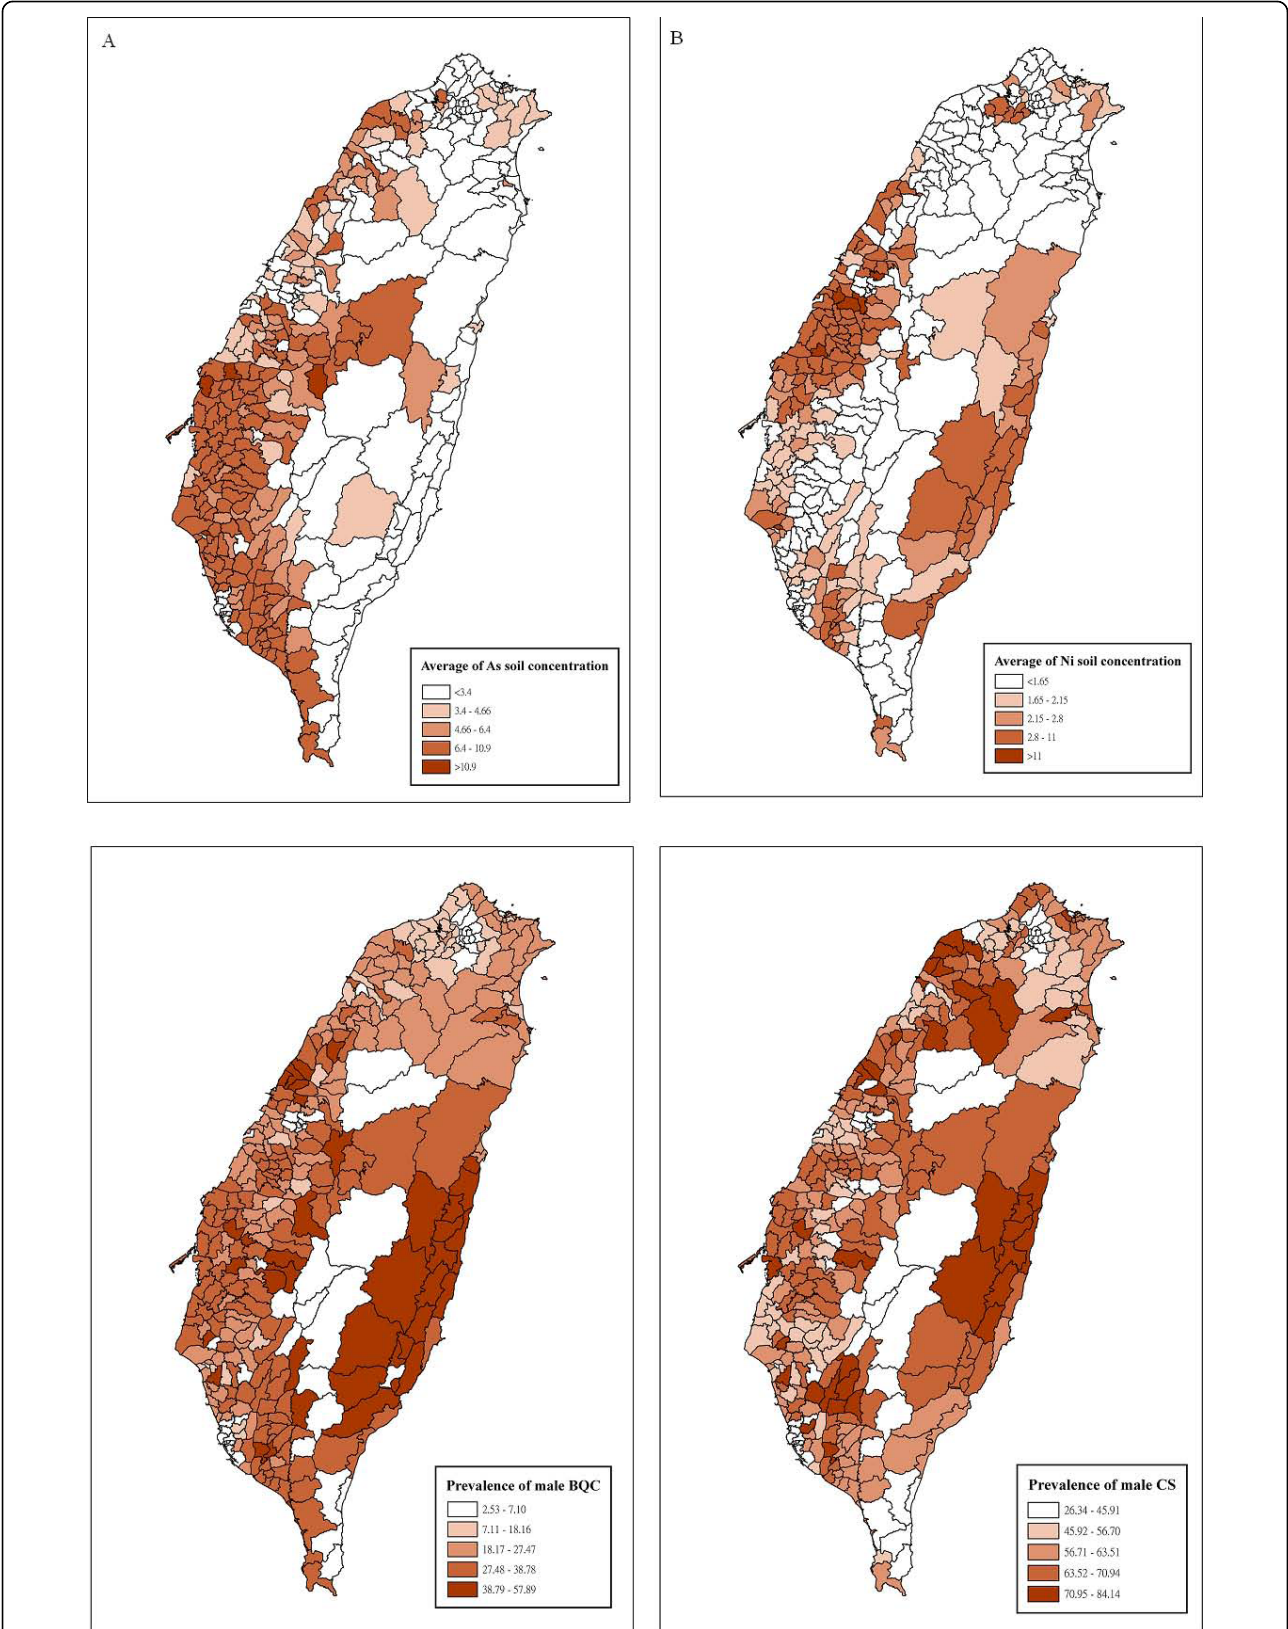 A
Average of As soil concentration
<3.4
3.4 - 4.66
4.66 - 6.4
6.4 - 10.9
>10.9
B
Average of Ni soil concentration
<1.65
1.65 - 2.15
2.15 - 2.8
2.8 - 11
>11
Prevalence of male BQC
2.53 - 7.10
7.11 - 18.16
18.17 - 27.47
27.48 - 38.78
38.79 - 57.89
Prevalence of male CS
26.34 - 45.91
45.92 - 56.70
56.71 - 63.51
63.52 - 70.94
70.95 - 84.14